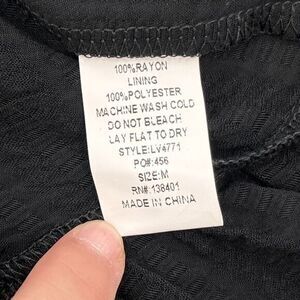 100%RAYON
LINING
100%POLYESTER
MACHINE WASH COLD
DO NOT BLEACH
LAY FLAT TO DRY
STYLE:LV4771
PO#:456
SIZE:M
RN#:138401
MADE IN CHINA